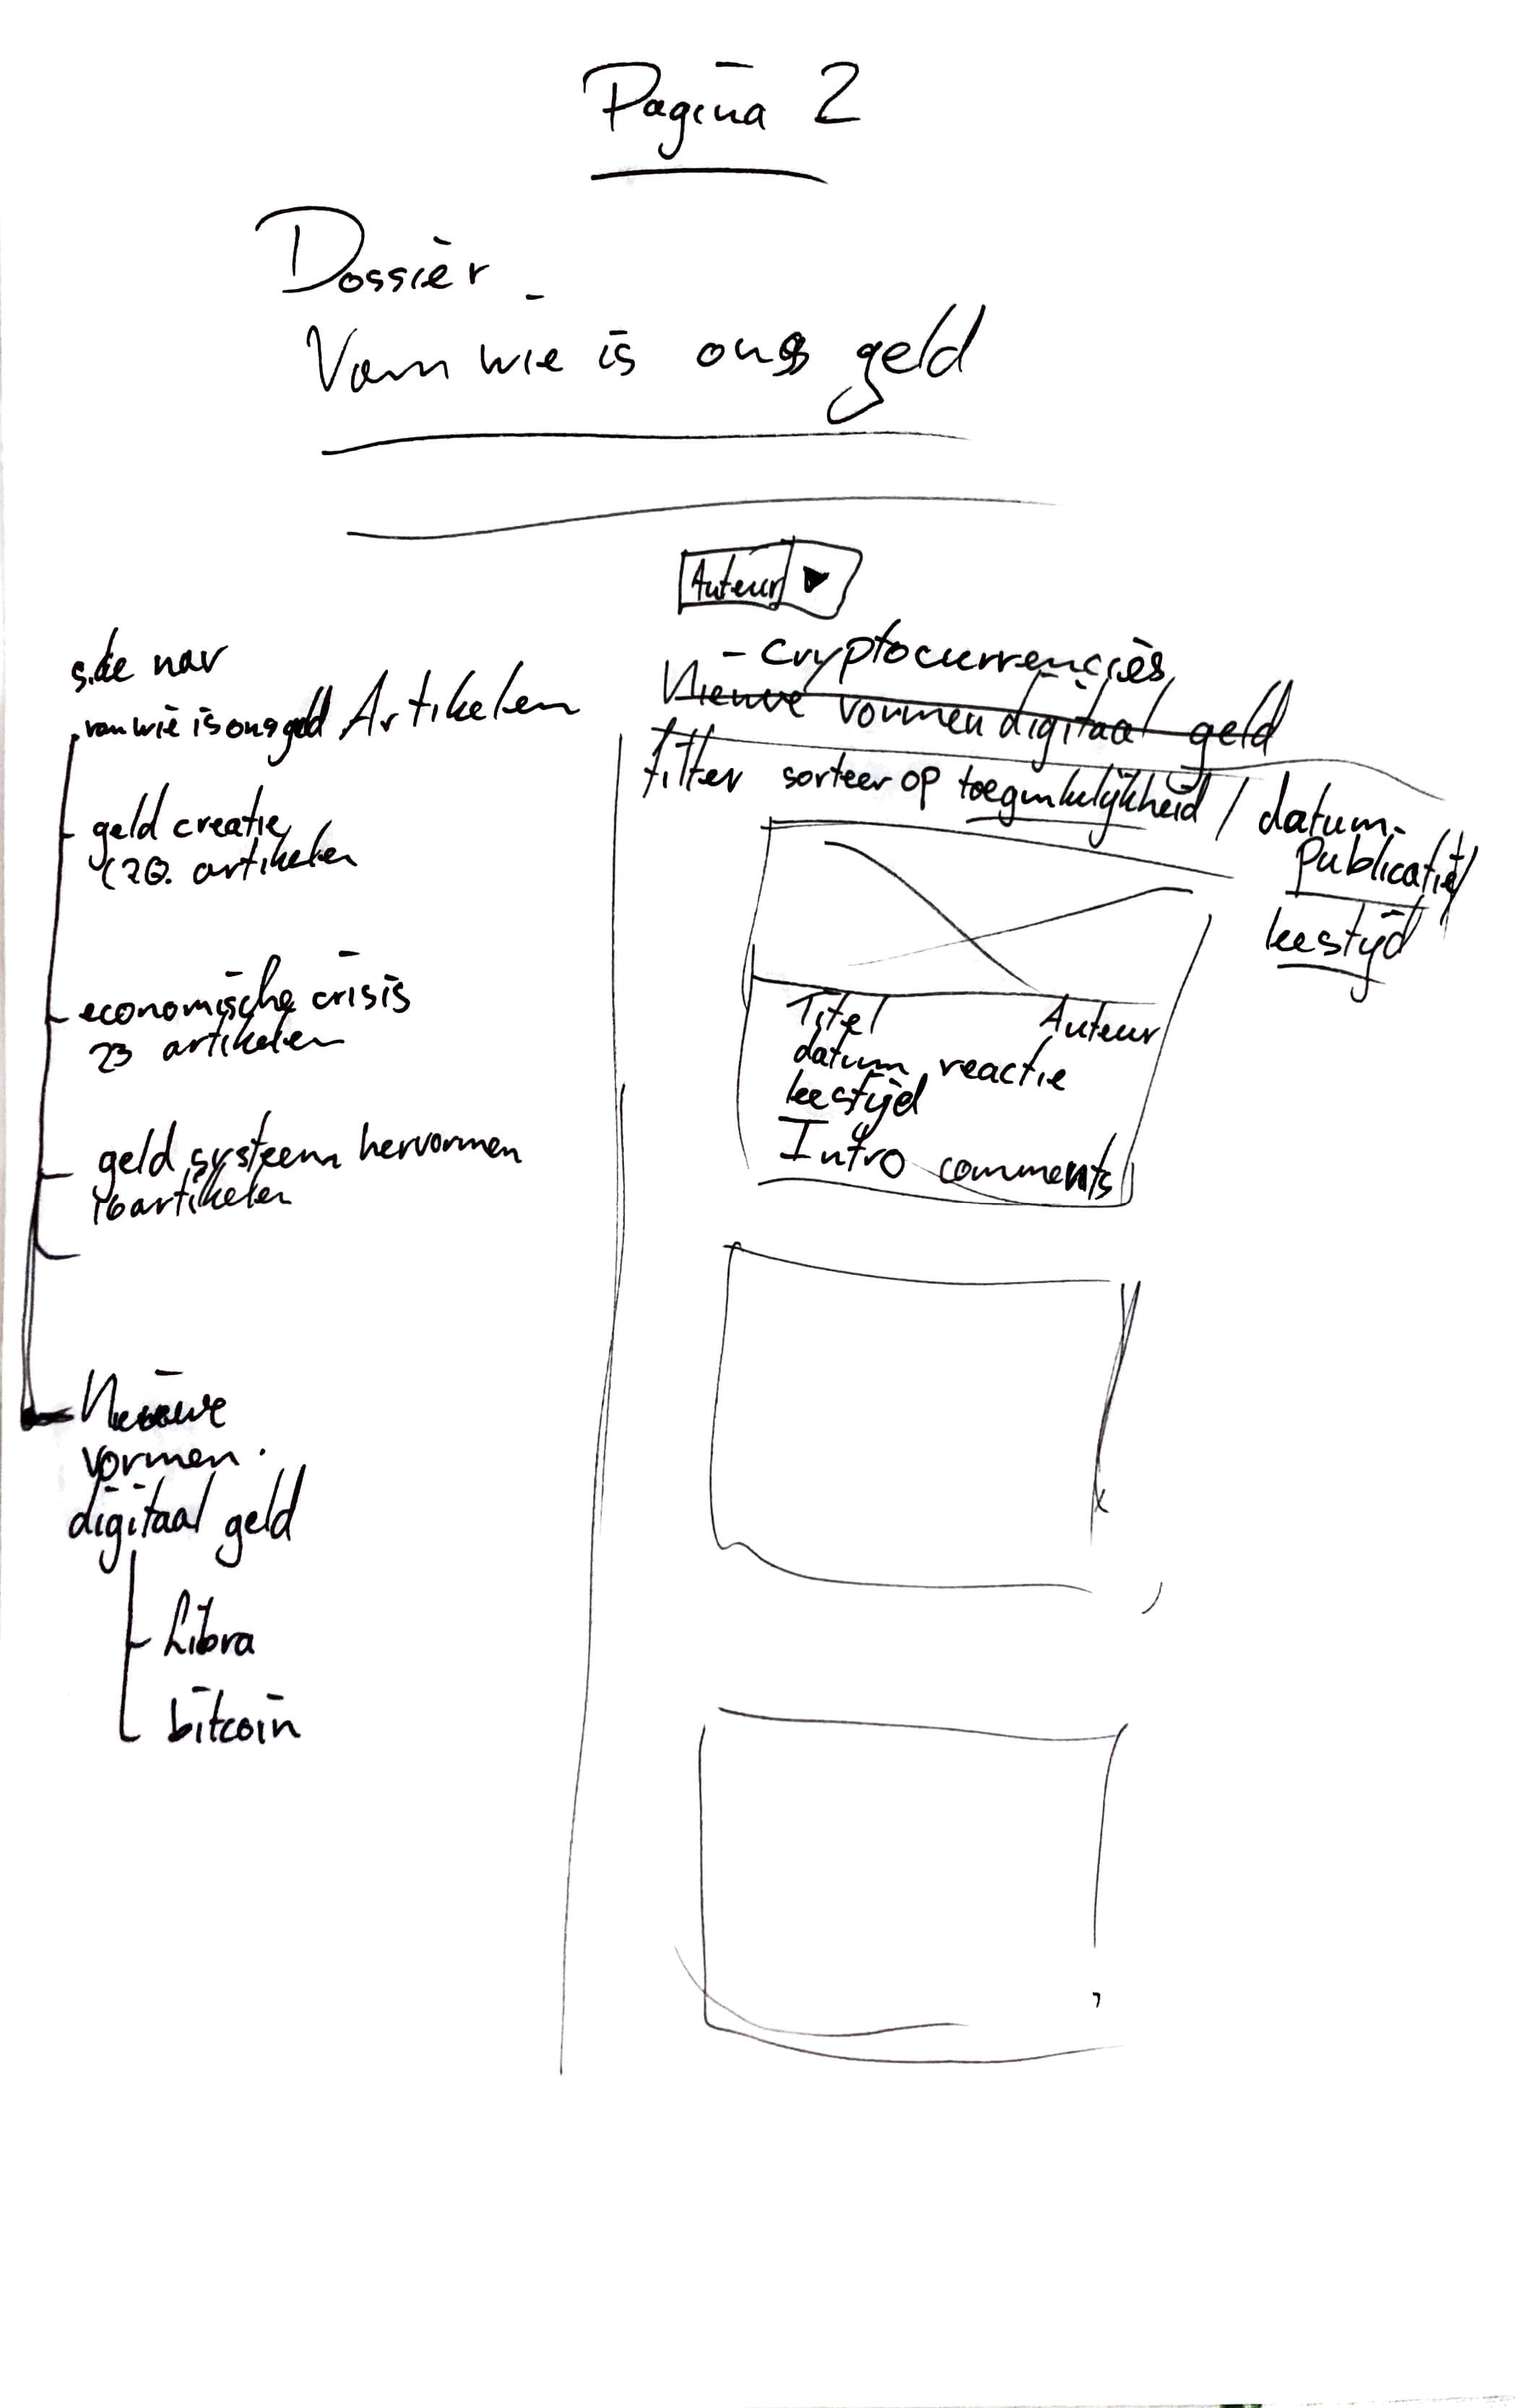 Pagina 2
Dossier
Van wie is ons geld
Auteur
side nav
van wie is ons geld Artikelen
- geld creatie
(20. artikelen
- economische crisis
23 artikelen
- geld systeem hervormen
16 artikelen
- Nieuwe
vormen.
digitaal geld
- Libra
bitcoin
- cryptocurrencies
Nieuwe vormen digitaal geld
filter sorteer op toegankelijkheid / datum.
publicatie/
leestijd
Titel Auteur
datum reactie
leestijd
Intro comments